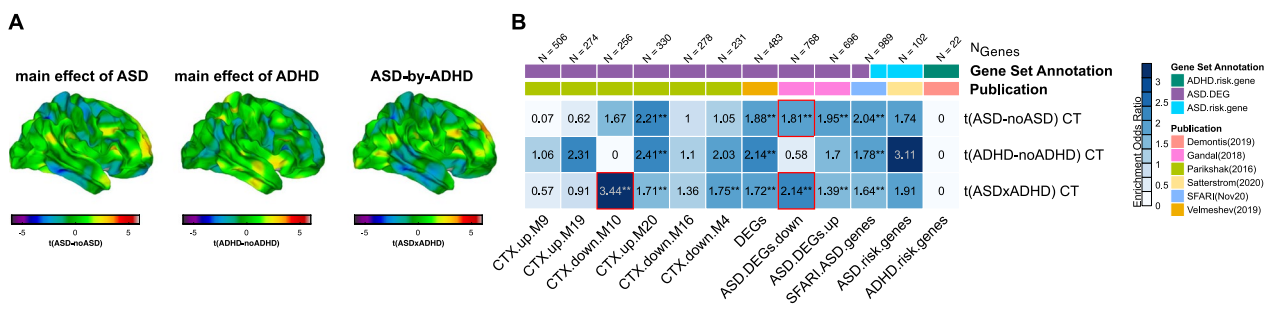 A
main effect of ASD
main effect of ADHD
ASD-by-ADHD
-5 0 5
t(ASD-noASD)
-5 0 5
t(ADHD-noADHD)
-5 0 5
t(ASDxADHD)
B
N = 506 N = 274 N = 256 N = 330 N = 278 N = 231 N = 483 N = 768 N = 696 N = 989 N = 102 N = 22
NGenes
Gene Set Annotation
Publication
0.07 0.62 1.67 2.21** 1 1.05 1.88** 1.81** 1.95** 2.04** 1.74 0 t(ASD-noASD) CT
1.06 2.31 0 2.41** 1.1 2.03 2.14** 0.58 1.7 1.78** 3.11 0 t(ADHD-noADHD) CT
0.57 0.91 3.44** 1.71** 1.36 1.75** 1.72** 2.14** 1.39** 1.64** 1.91 0 t(ASDxADHD) CT
CTX.up.M9 CTX.up.M19 CTX.down.M10 CTX.up.M20 CTX.down.M16 CTX.down.M4 DEGs ASD.DEGs.down ASD.DEGs.up SFARI.ASD.genes ASD.risk.genes ADHD.risk.genes
Enrichment Odds Ratio
3
2.5
2
1.5
1
0.5
0
Gene Set Annotation
ADHD.risk.gene
ASD.DEG
ASD.risk.gene
Publication
Demontis(2019)
Gandal(2018)
Parikshak(2016)
Satterstrom(2020)
SFARI(Nov20)
Velmeshev(2019)